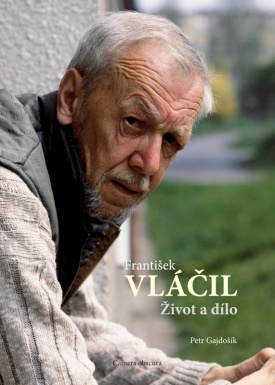 František
VLÁČIL
Život a dílo
Petr Gajdošík
Camera obscura